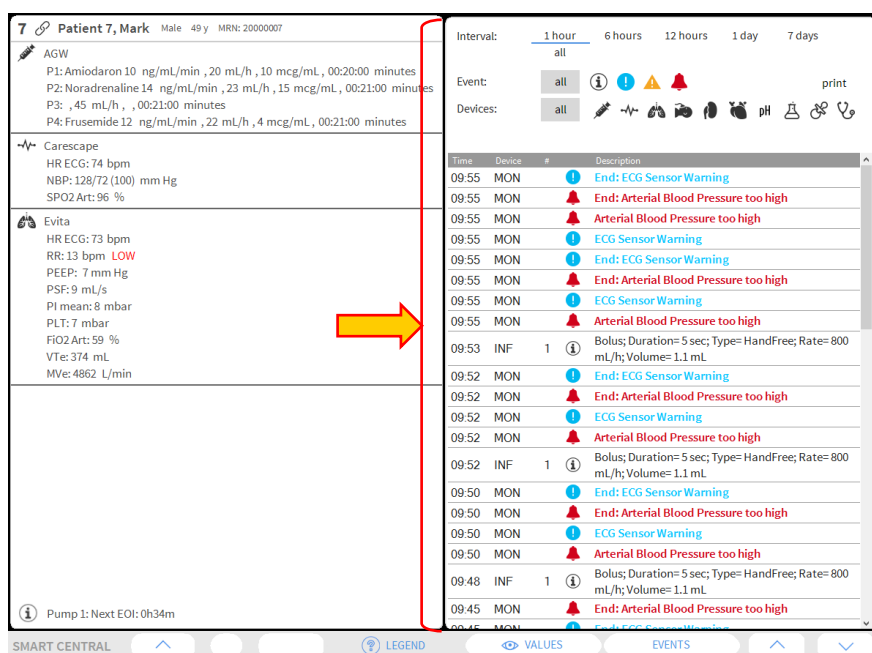 7 Patient 7, Mark Male 49 y MRN: 20000007
AGW
P1: Amiodaron 10 ng/mL/min , 20 mL/h , 10 mcg/mL , 00:20:00 minutes
P2: Noradrenaline 14 ng/mL/min , 23 mL/h , 15 mcg/mL , 00:21:00 minutes
P3: , 45 mL/h , , 00:21:00 minutes
P4: Frusemide 12 ng/mL/min , 22 mL/h , 4 mcg/mL , 00:21:00 minutes
Carescape
HR ECG: 74 bpm
NBP: 128/72 (100) mm Hg
SPO2 Art: 96 %
Evita
HR ECG: 73 bpm
RR: 13 bpm LOW
PEEP: 7 mm Hg
PSF: 9 mL/s
PI mean: 8 mbar
PLT: 7 mbar
FiO2 Art: 59 %
VTe: 374 mL
MVe: 4862 L/min
Pump 1: Next EOI: 0h34m
Interval: 1 hour 6 hours 12 hours 1 day 7 days
all
Event: all print
Devices: all pH
Time Device # Description
09:55 MON End: ECG Sensor Warning
09:55 MON End: Arterial Blood Pressure too high
09:55 MON Arterial Blood Pressure too high
09:55 MON ECG Sensor Warning
09:55 MON End: ECG Sensor Warning
09:55 MON End: Arterial Blood Pressure too high
09:55 MON ECG Sensor Warning
09:55 MON Arterial Blood Pressure too high
09:53 INF 1 Bolus; Duration= 5 sec; Type= HandFree; Rate= 800
mL/h; Volume= 1.1 mL
09:52 MON End: ECG Sensor Warning
09:52 MON End: Arterial Blood Pressure too high
09:52 MON ECG Sensor Warning
09:52 MON Arterial Blood Pressure too high
09:52 INF 1 Bolus; Duration= 5 sec; Type= HandFree; Rate= 800
mL/h; Volume= 1.1 mL
09:50 MON End: ECG Sensor Warning
09:50 MON End: Arterial Blood Pressure too high
09:50 MON ECG Sensor Warning
09:50 MON Arterial Blood Pressure too high
09:48 INF 1 Bolus; Duration= 5 sec; Type= HandFree; Rate= 800
mL/h; Volume= 1.1 mL
09:45 MON End: Arterial Blood Pressure too high
09:45 MON End: ECG Sensor Warning
SMART CENTRAL LEGEND VALUES EVENTS